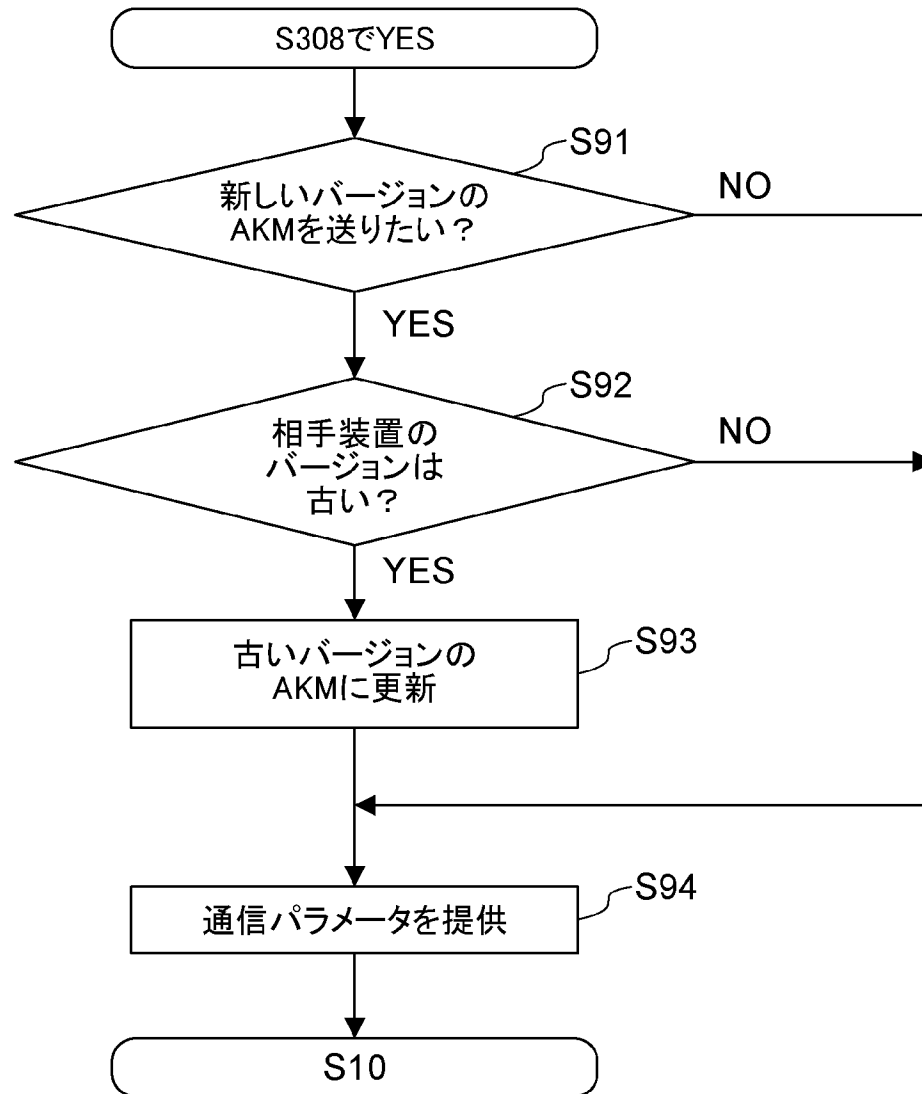 S308でYES
S91
新しいバージョンの
AKMを送りたい？
NO
YES
S92
相手装置の
バージョンは
古い？
NO
YES
S93
古いバージョンの
AKMに更新
S94
通信パラメータを提供
S10